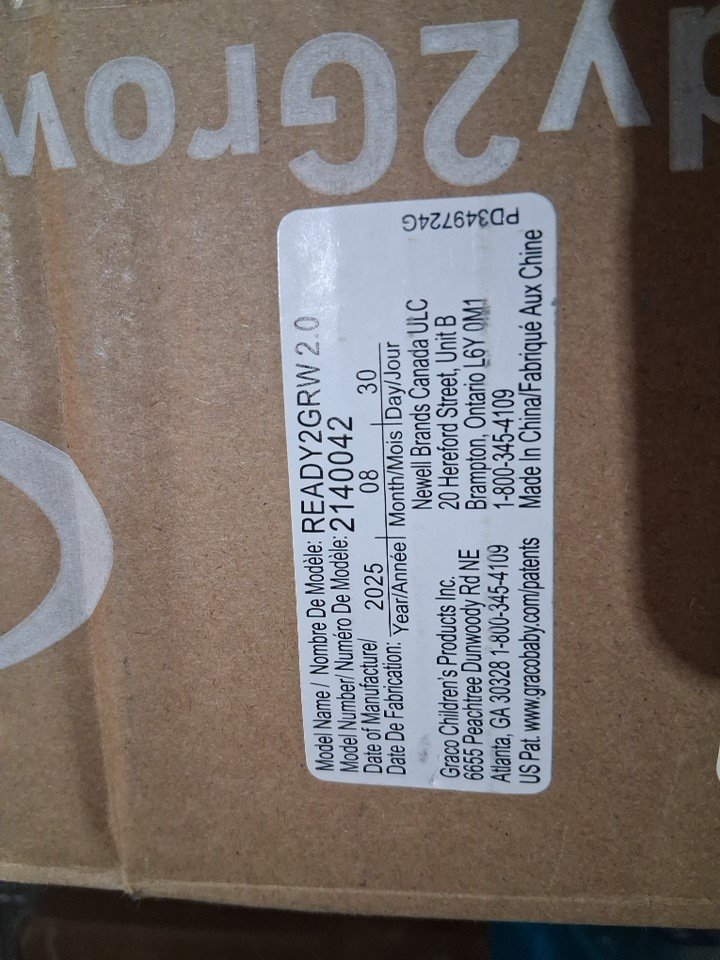 dy2Grow
PD349724G
Model Name / Nombre De Modèle: READY2GRW 2.0
Model Number/ Numéro De Modèle: 2140042
Date of Manufacture/ 2025 08 30
Date De Fabrication: Year/Année Month/Mois Day/Jour
Graco Children's Products Inc.
6655 Peachtree Dunwoody Rd NE
Atlanta, GA 30328 1-800-345-4109
US Pat. www.gracobaby.com/patents
Newell Brands Canada ULC
20 Hereford Street, Unit B
Brampton, Ontario L6Y 0M1
1-800-345-4109
Made In China/Fabriqué Aux Chine